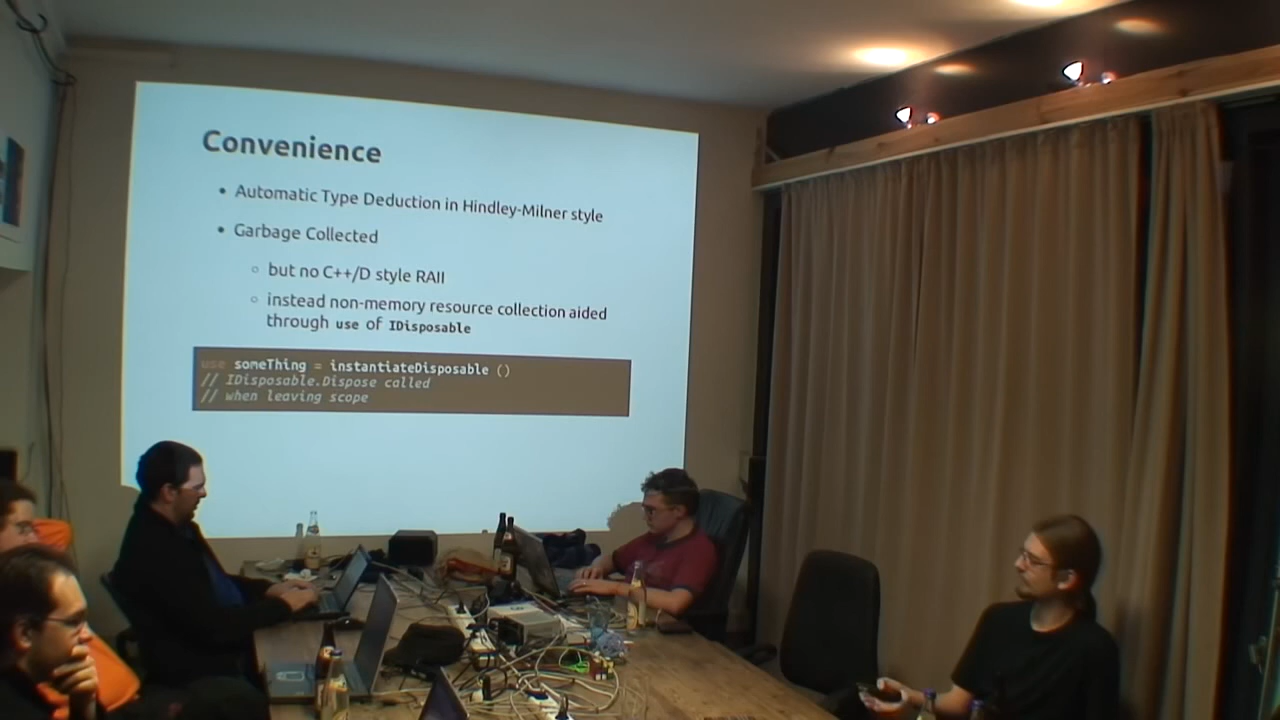 Convenience
• Automatic Type Deduction in Hindley-Milner style
• Garbage Collected
◦ but no C++/D style RAII
◦ instead non-memory resource collection aided
through use of IDisposable
use someThing = instantiateDisposable ()
// IDisposable.Dispose called
// when leaving scope